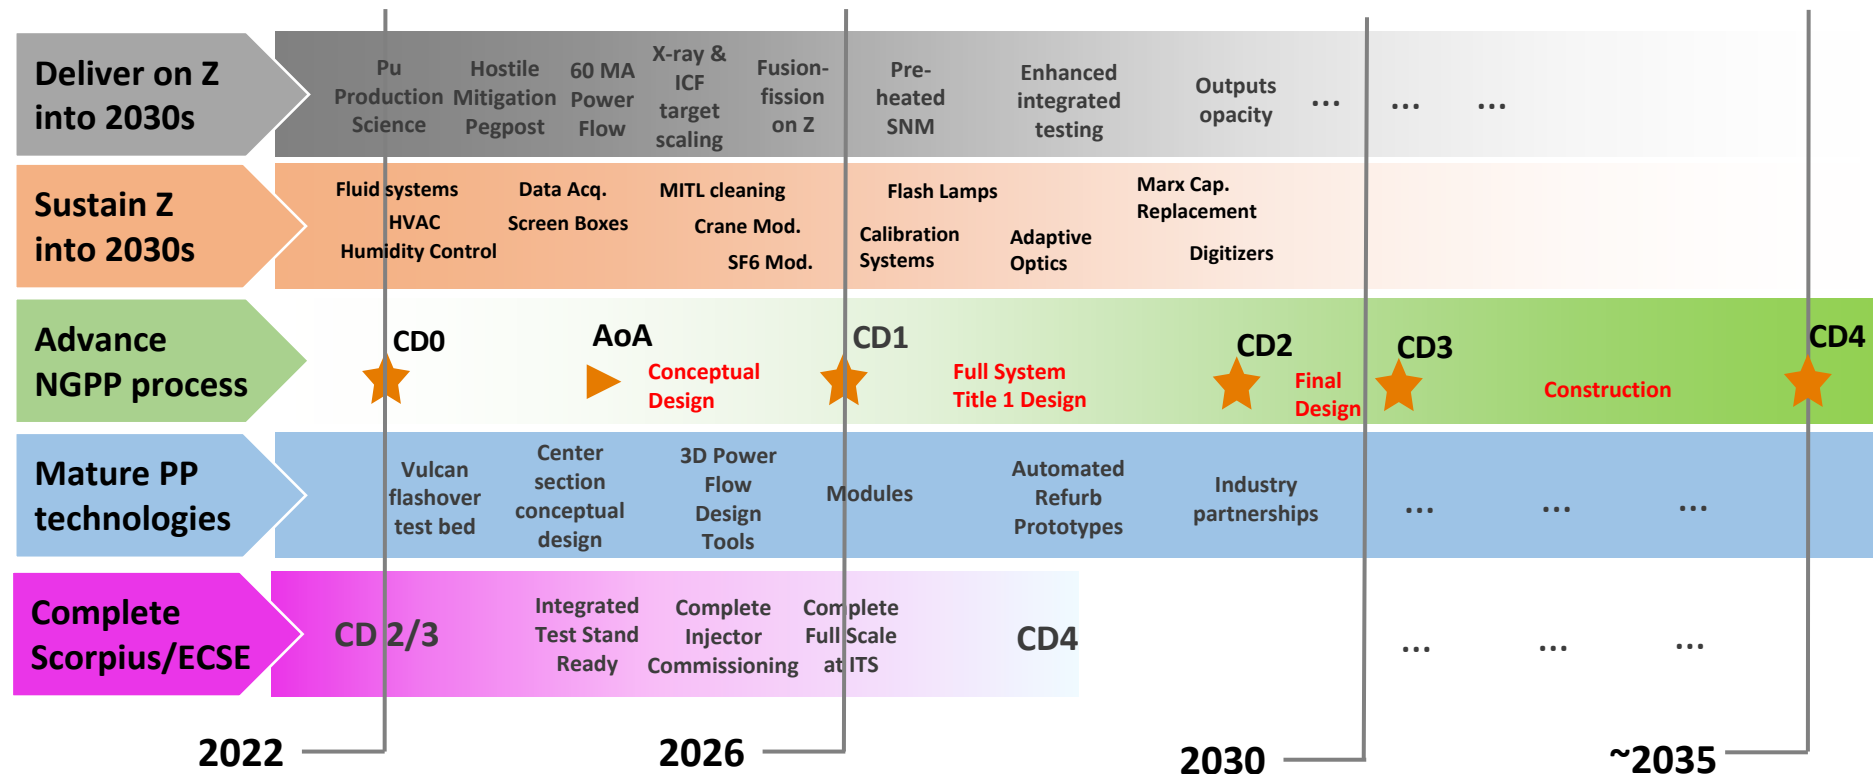 Deliver on Z
into 2030s
Pu
Production
Science
Hostile
Mitigation
Pegpost
60 MA
Power
Flow
X-ray &
ICF
target
scaling
Fusion-
fission
on Z
Pre-
heated
SNM
Enhanced
integrated
testing
Outputs
opacity
...
...
...
Sustain Z
into 2030s
Fluid systems
HVAC
Humidity Control
Data Acq.
Screen Boxes
MITL cleaning
Crane Mod.
SF6 Mod.
Flash Lamps
Calibration
Systems
Adaptive
Optics
Marx Cap.
Replacement
Digitizers
Advance
NGPP process
CD0
AoA
Conceptual
Design
CD1
Full System
Title 1 Design
CD2
Final
Design
CD3
Construction
CD4
Mature PP
technologies
Vulcan
flashover
test bed
Center
section
conceptual
design
3D Power
Flow
Design
Tools
Modules
Automated
Refurb
Prototypes
Industry
partnerships
...
...
...
Complete
Scorpius/ECSE
CD 2/3
Integrated
Test Stand
Ready
Complete
Injector
Commissioning
Complete
Full Scale
at ITS
CD4
...
...
...
2022
2026
2030
~2035